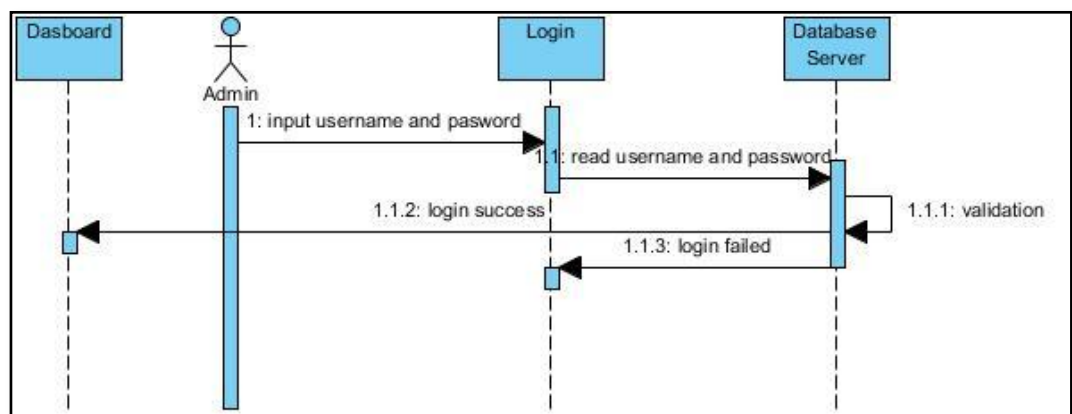 Dasboard
Admin
Login
Database
Server
1: input username and pasword
1.1: read username and password
1.1.2: login success
1.1.1: validation
1.1.3: login failed